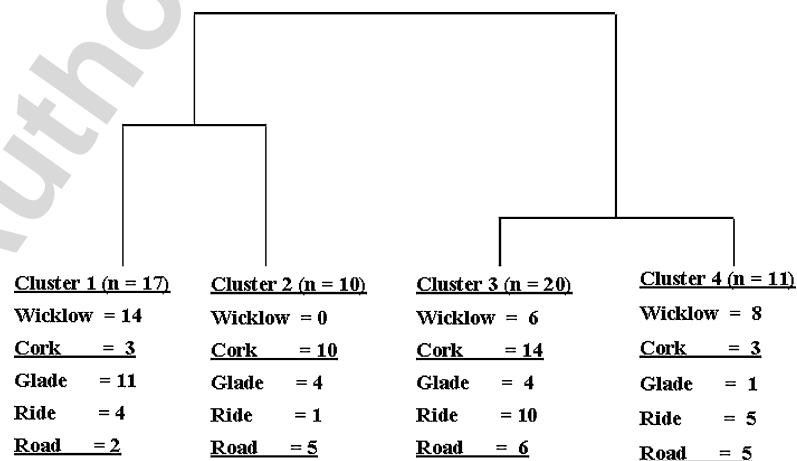 Cluster 1 (n = 17)
Wicklow = 14
Cork = 3
Glade = 11
Ride = 4
Road = 2
Cluster 2 (n = 10)
Wicklow = 0
Cork = 10
Glade = 4
Ride = 1
Road = 5
Cluster 3 (n = 20)
Wicklow = 6
Cork = 14
Glade = 4
Ride = 10
Road = 6
Cluster 4 (n = 11)
Wicklow = 8
Cork = 3
Glade = 1
Ride = 5
Road = 5